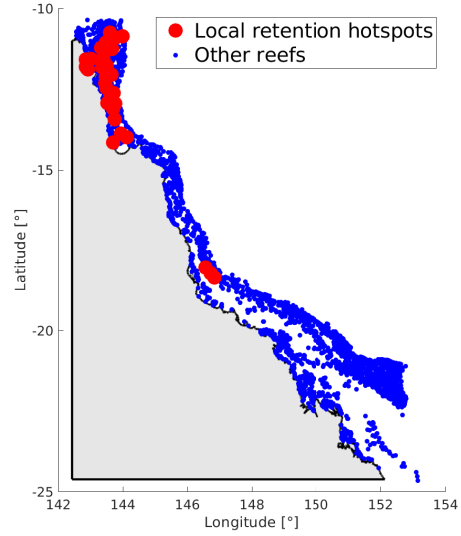 Local retention hotspots
Other reefs
-10
-15
-20
-25
142
144
146
148
150
152
154
Latitude [°]
Longitude [°]